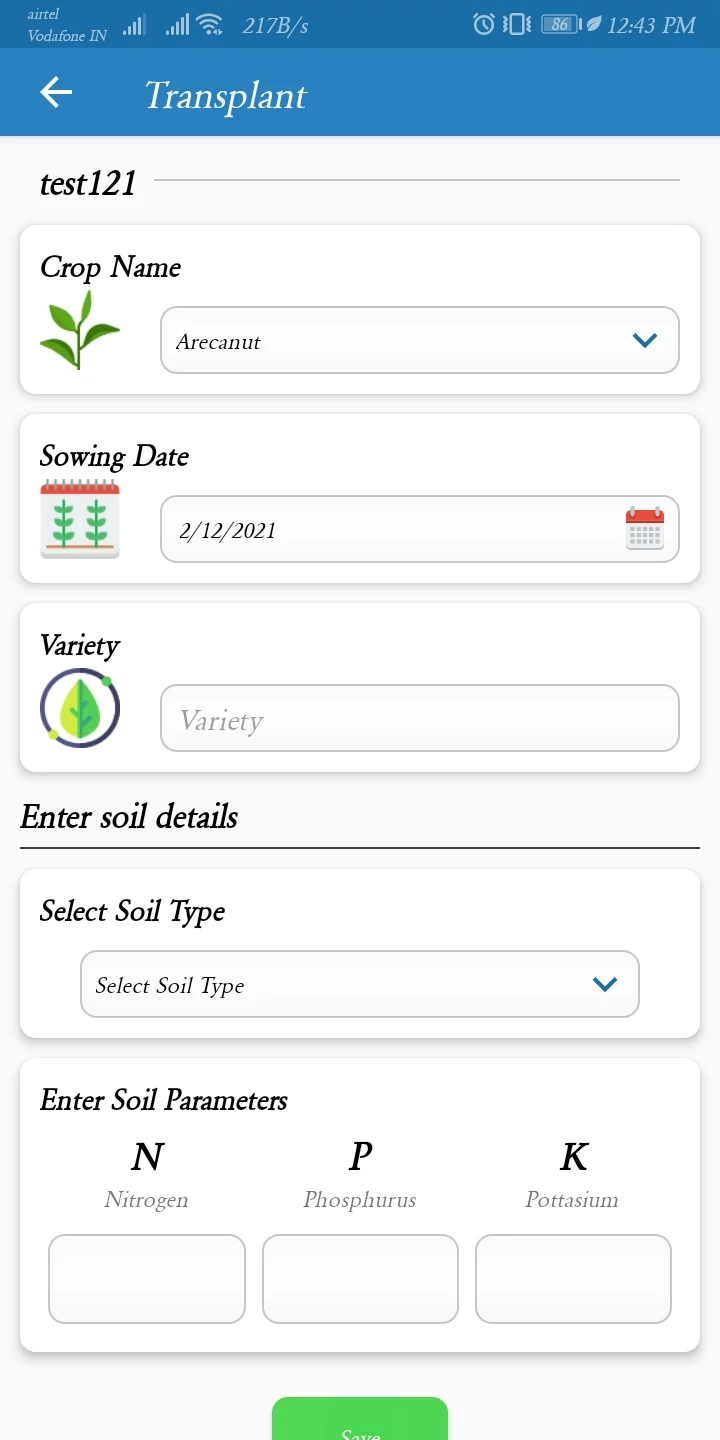 airtel
Vodafone IN 217B/s 86 12:43 PM
Transplant
test121
Crop Name
Arecanut
Sowing Date
2/12/2021
Variety
Variety
Enter soil details
Select Soil Type
Select Soil Type
Enter Soil Parameters
N P K
Nitrogen Phosphurus Pottasium
Save